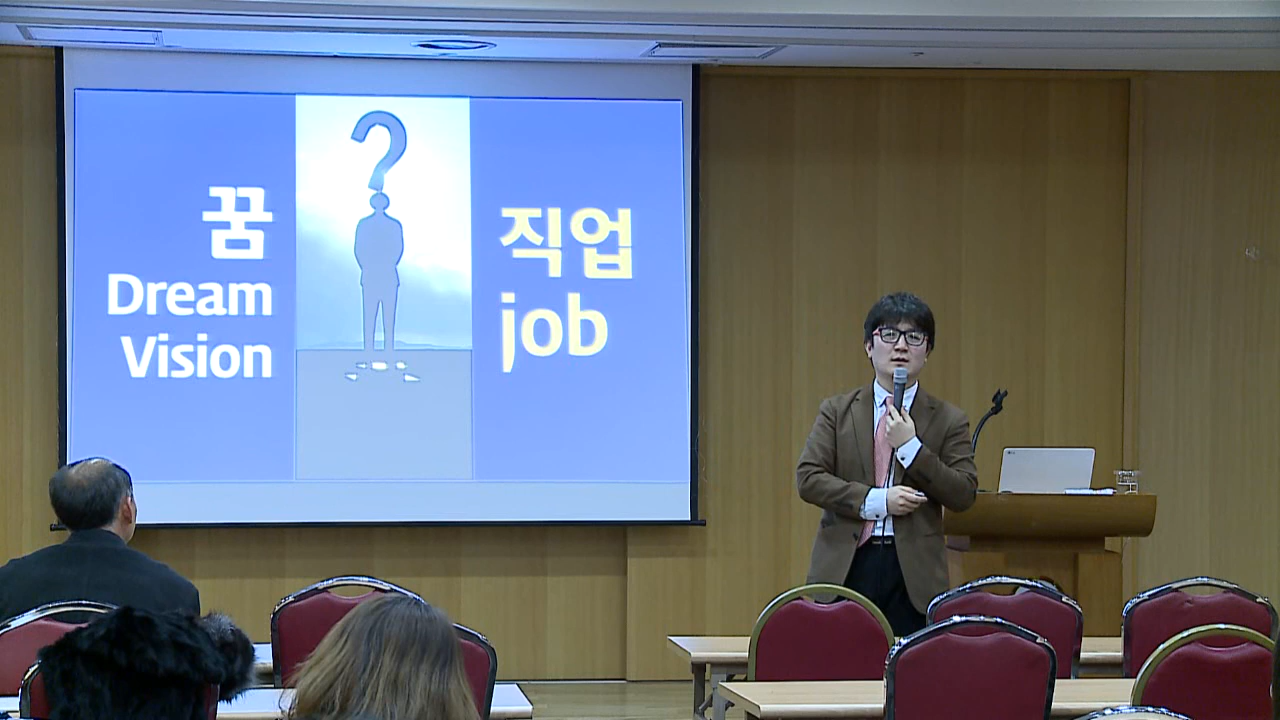 꿈
Dream
Vision
?
직업
job